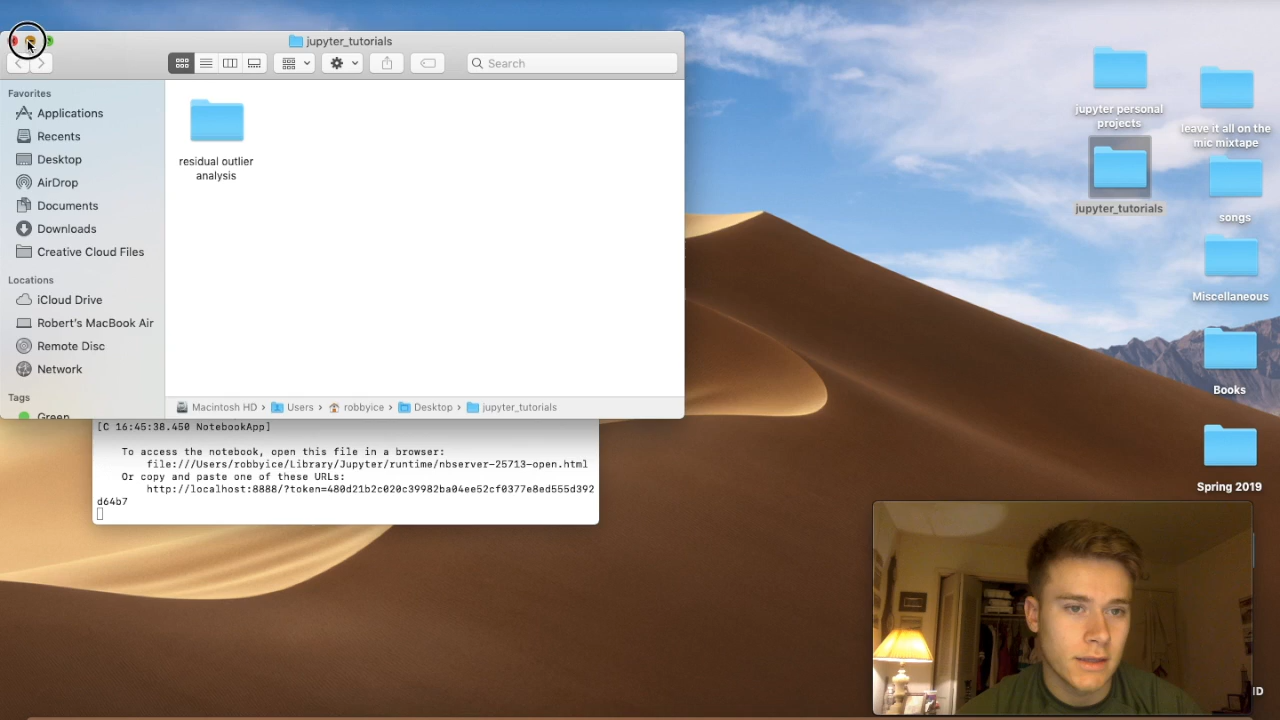 jupyter_tutorials
Search
Favorites
Applications
Recents
Desktop
AirDrop
Documents
Downloads
Creative Cloud Files
Locations
iCloud Drive
Robert's MacBook Air
Remote Disc
Network
Tags
Green
residual outlier
analysis
Macintosh HD › Users › robbyice › Desktop › jupyter_tutorials
[C 16:45:38.450 NotebookApp]
To access the notebook, open this file in a browser:
file:///Users/robbyice/Library/Jupyter/runtime/nbserver-25713-open.html
Or copy and paste one of these URLs:
http://localhost:8888/?token=480d21b2c020c39982ba04ee52cf0377e8ed555d392
d64b7
jupyter personal
projects
leave it all on the
mic mixtape
jupyter_tutorials
songs
Miscellaneous
Books
Spring 2019